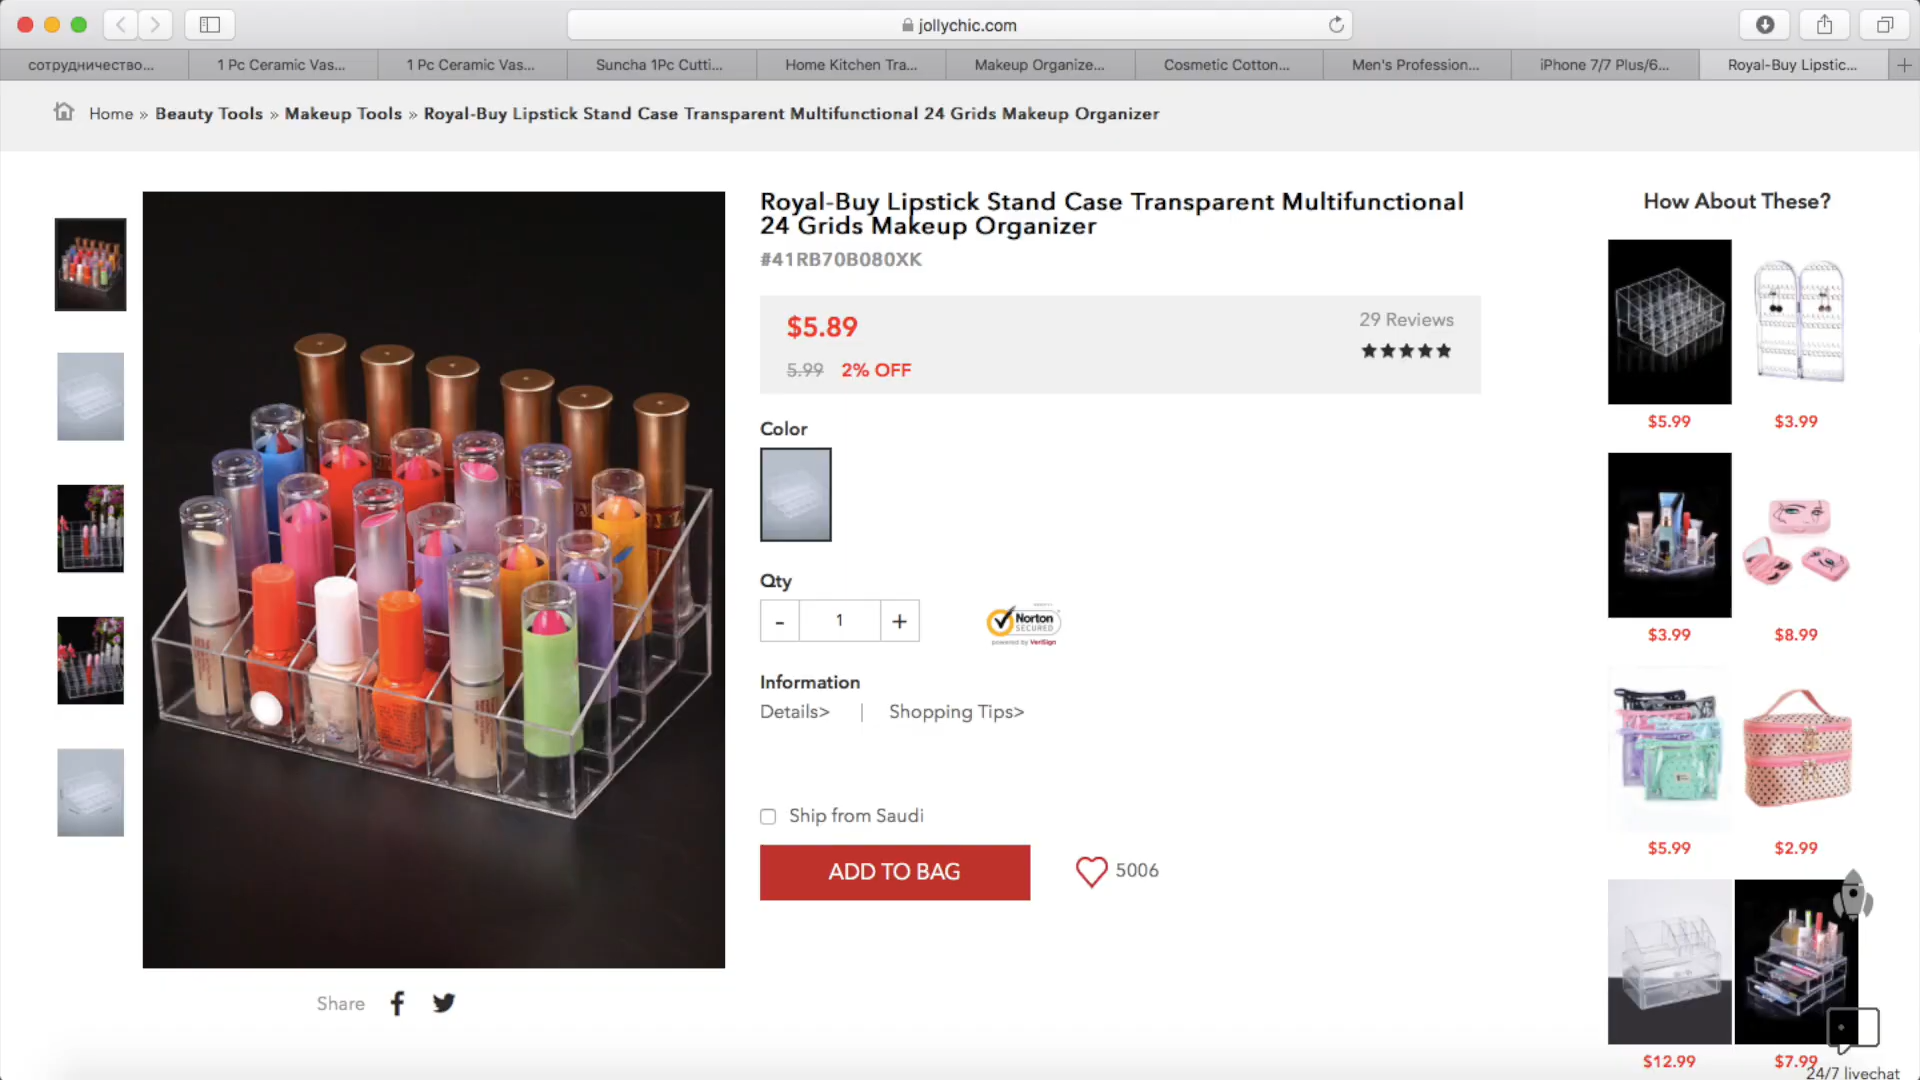 jollychic.com
сотрудничество...
1 Pc Ceramic Vas...
1 Pc Ceramic Vas...
Suncha 1Pc Cutti...
Home Kitchen Tra...
Makeup Organize...
Cosmetic Cotton...
Men's Profession...
iPhone 7/7 Plus/6...
Royal-Buy Lipstic...
Home » Beauty Tools » Makeup Tools » Royal-Buy Lipstick Stand Case Transparent Multifunctional 24 Grids Makeup Organizer
Royal-Buy Lipstick Stand Case Transparent Multifunctional
24 Grids Makeup Organizer
#41RB70B080XK
$5.89
5.99 2% OFF
29 Reviews
Color
Qty
- 1 +
Norton
SECURED
powered by VeriSign
Information
Details> | Shopping Tips>
Ship from Saudi
ADD TO BAG
5006
Share
How About These?
$5.99 $3.99
$3.99 $8.99
$5.99 $2.99
$12.99 $7.99
24/7 livechat